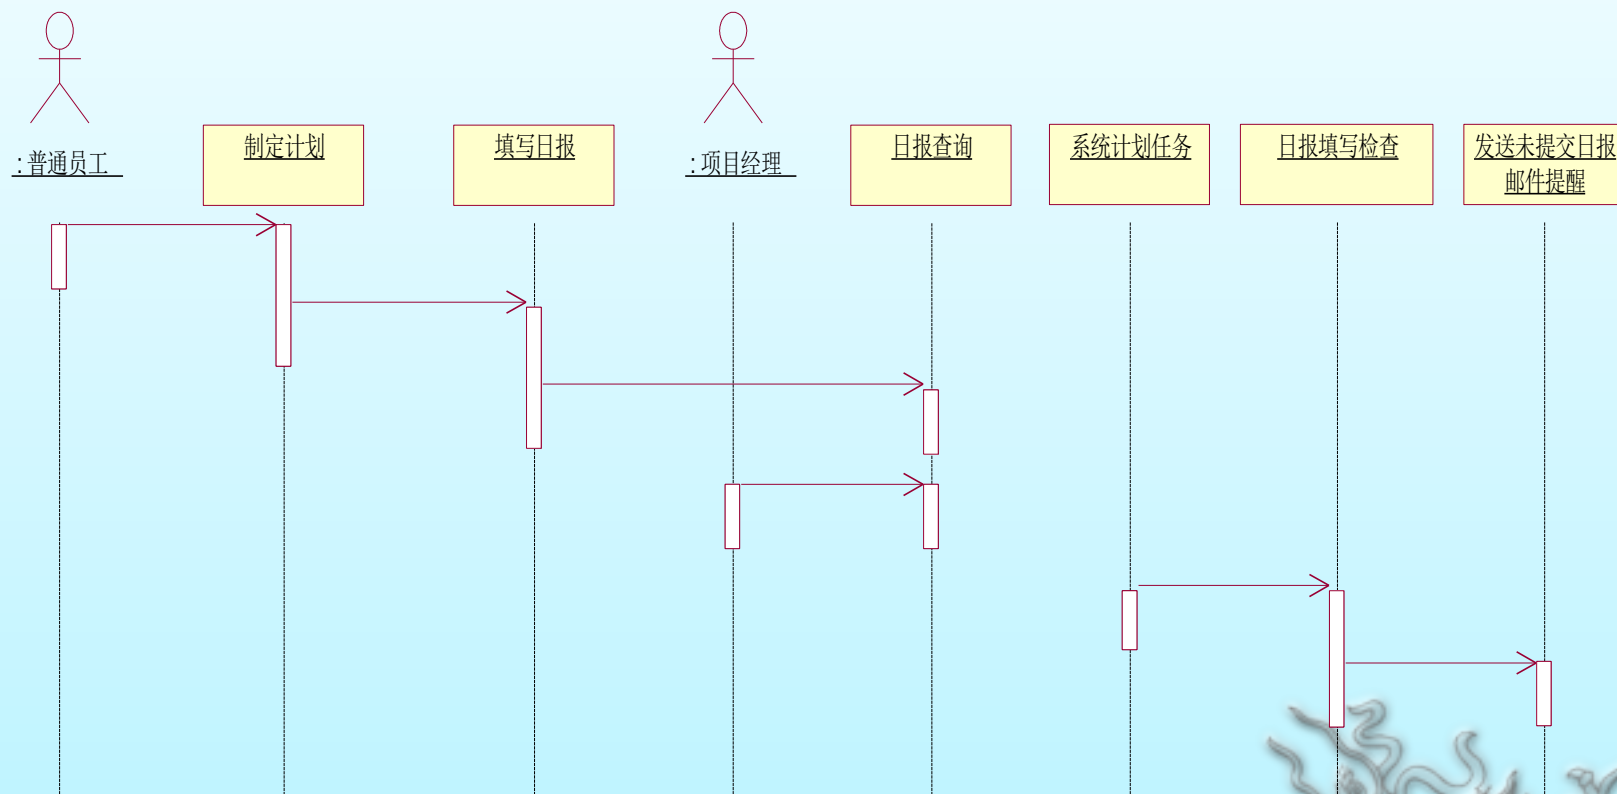 :普通员工
制定计划
填写日报
:项目经理
日报查询
系统计划任务
日报填写检查
发送未提交日报
邮件提醒